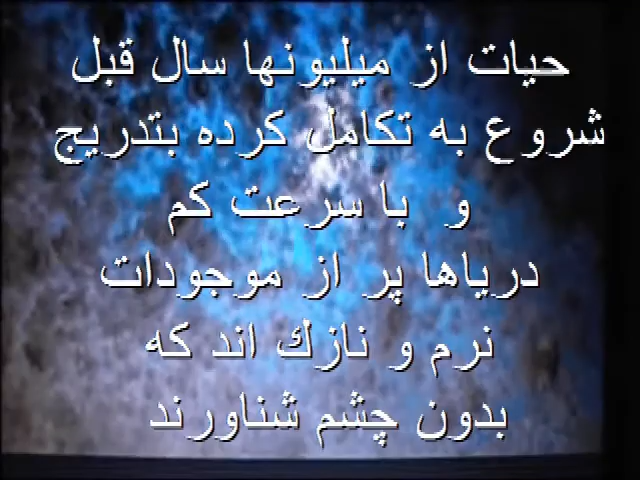 حیات از میلیونها سال قبل
شروع به تکامل کرده بتدریج
و با سرعت کم
دریاها پر از موجودات
نرم و نازك اند که
بدون چشم شناورند